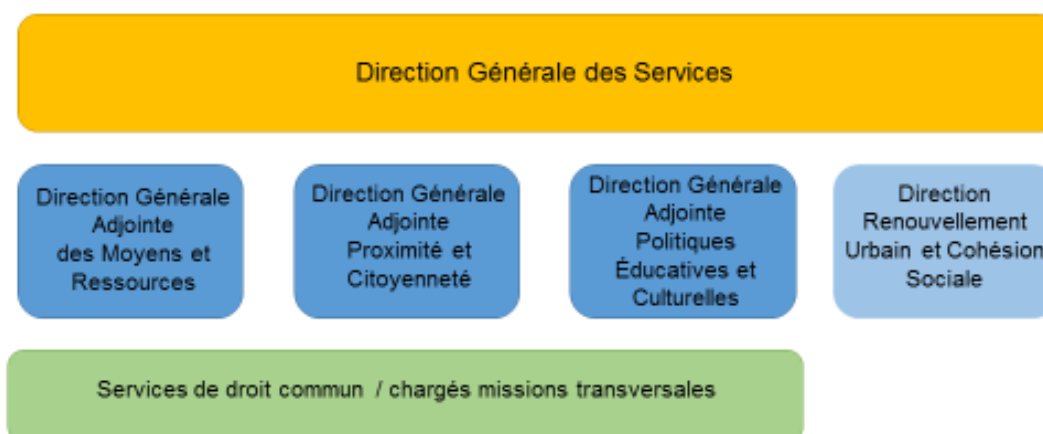 Direction Générale des Services
Direction Générale
Adjointe
des Moyens et
Ressources
Direction Générale
Adjointe
Proximité et
Citoyenneté
Direction Générale
Adjointe
Politiques
Éducatives et
Culturelles
Direction
Renouvellement
Urbain et Cohésion
Sociale
Services de droit commun / chargés missions transversales